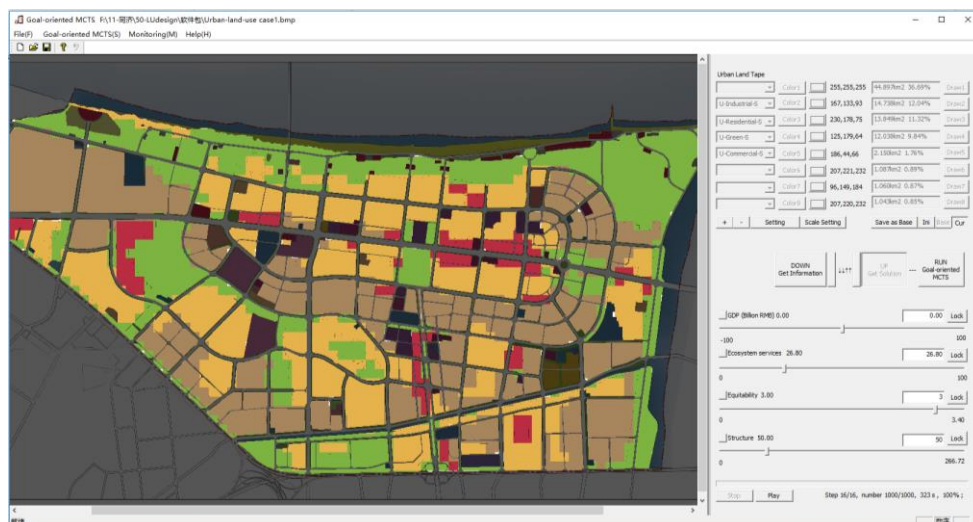 Goal-oriented MCTS F:\11-同济\50-LUdesign\软件包\Urban-land-use case1.bmp
File(F) Goal-oriented MCTS(S) Monitoring(M) Help(H)
Urban Land Tape
Color1 255,255,255 44.897km2 36.69% Draw1
U-Industrial-S Color2 167,133,93 14.738km2 12.04% Draw2
U-Residential-S Color3 230,178,75 13.849km2 11.32% Draw3
U-Green-S Color4 125,179,64 12.038km2 9.84% Draw4
U-Commercial-S Color5 186,44,66 2.150km2 1.76% Draw5
Color6 207,221,232 1.087km2 0.89% Draw6
Color7 96,149,184 1.060km2 0.87% Draw7
Color8 207,220,232 1.043km2 0.85% Draw8
+ - Setting Scale Setting Save as Base Ini Base Cur
DOWN
Get Information
↓↓↑↑
UP
Get Solution
---
RUN
Goal-oriented
MCTS
GDP (Billion RMB) 0.00 0.00 Lock
-100 100
Ecosystem services 26.80 26.80 Lock
0 100
Equitability 3.00 3 Lock
0 3.40
Structure 50.00 50 Lock
0 266.72
Stop Play Step 16/16, number 1000/1000, 323 s, 100% ;